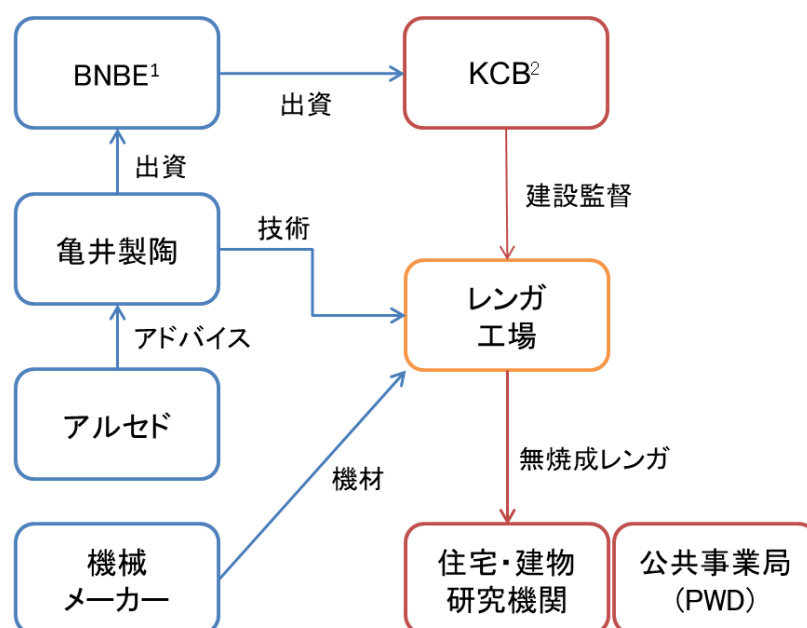 BNBE¹
出資
KCB²
出資
建設監督
亀井製陶
技術
レンガ
工場
アドバイス
アルセド
無焼成レンガ
機材
機械
メーカー
住宅・建物
研究機関
公共事業局
(PWD)